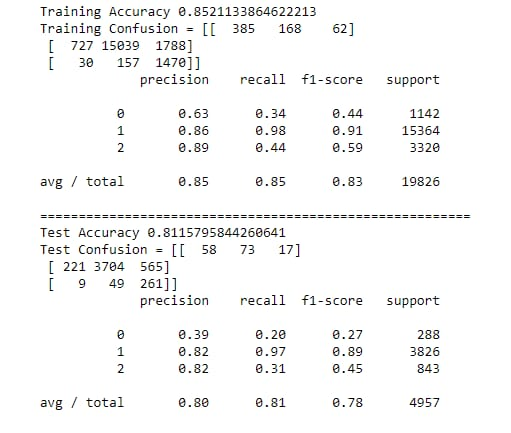 Training Accuracy 0.8521133864622213
Training Confusion = [[ 385 168 62]
[ 727 15039 1788]
[ 30 157 1470]]
precision recall f1-score support
0 0.63 0.34 0.44 1142
1 0.86 0.98 0.91 15364
2 0.89 0.44 0.59 3320
avg / total 0.85 0.85 0.83 19826
============================================================
Test Accuracy 0.8115795844260641
Test Confusion = [[ 58 73 17]
[ 221 3704 565]
[ 9 49 261]]
precision recall f1-score support
0 0.39 0.20 0.27 288
1 0.82 0.97 0.89 3826
2 0.82 0.31 0.45 843
avg / total 0.80 0.81 0.78 4957